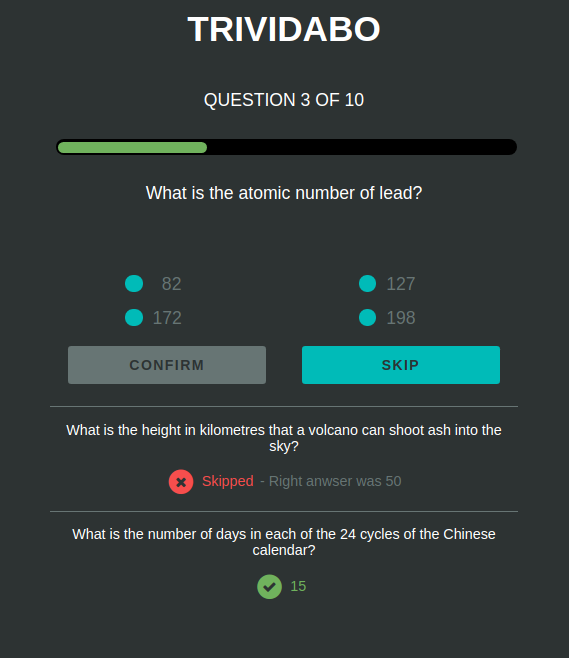 TRIVIDABO
QUESTION 3 OF 10
What is the atomic number of lead?
82
127
172
198
CONFIRM
SKIP
What is the height in kilometres that a volcano can shoot ash into the
sky?
Skipped - Right anwser was 50
What is the number of days in each of the 24 cycles of the Chinese
calendar?
15